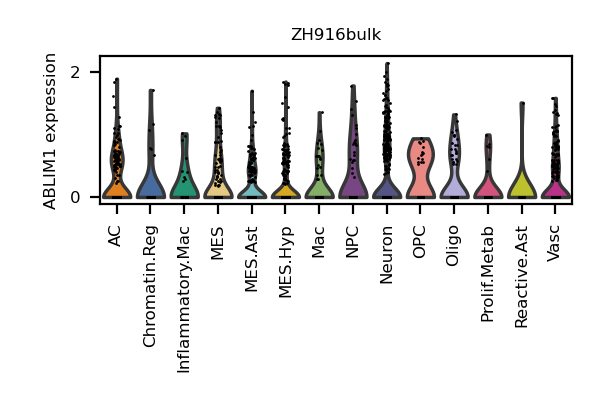 ZH916bulk
ABLIM1 expression
2
0
AC
Chromatin.Reg
Inflammatory.Mac
MES
MES.Ast
MES.Hyp
Mac
NPC
Neuron
OPC
Oligo
Prolif.Metab
Reactive.Ast
Vasc